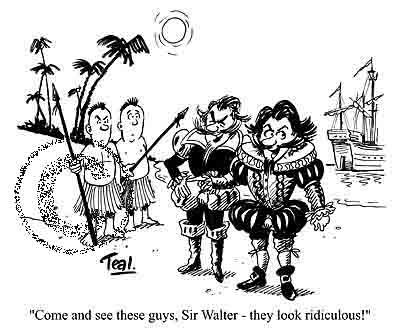 Teal.
"Come and see these guys, Sir Walter - they look ridiculous!"